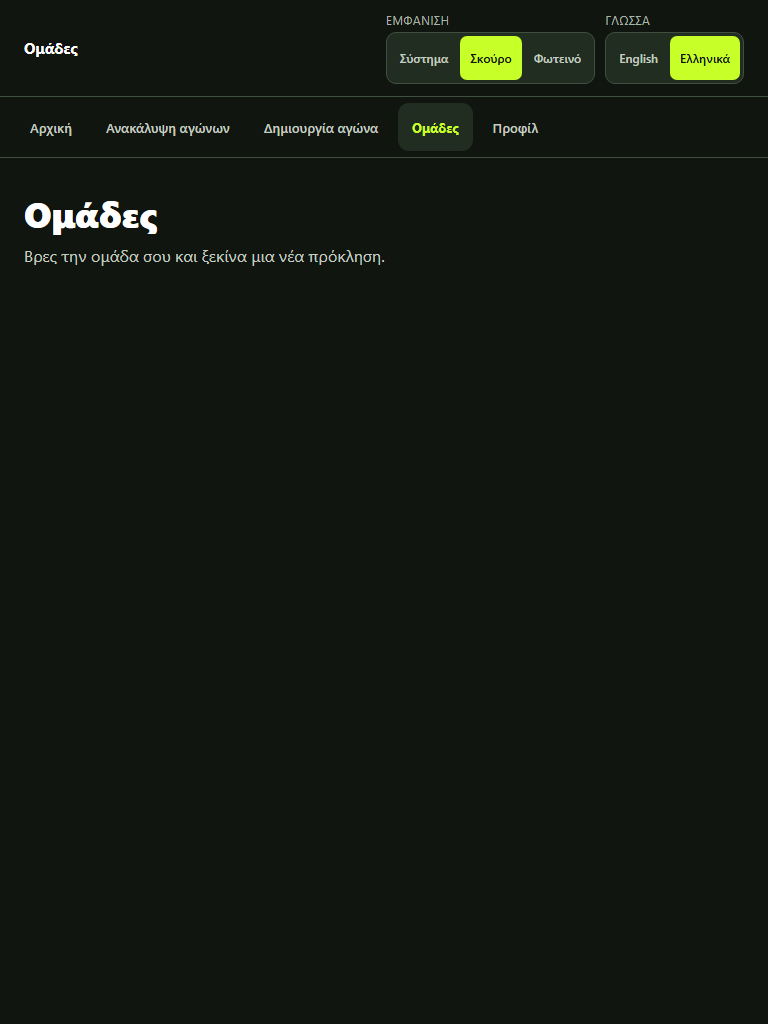 Ομάδες
ΕΜΦΑΝΙΣΗ
Σύστημα Σκούρο Φωτεινό
ΓΛΩΣΣΑ
English Ελληνικά
Αρχική Ανακάλυψη αγώνων Δημιουργία αγώνα Ομάδες Προφίλ
Ομάδες
Βρες την ομάδα σου και ξεκίνα μια νέα πρόκληση.